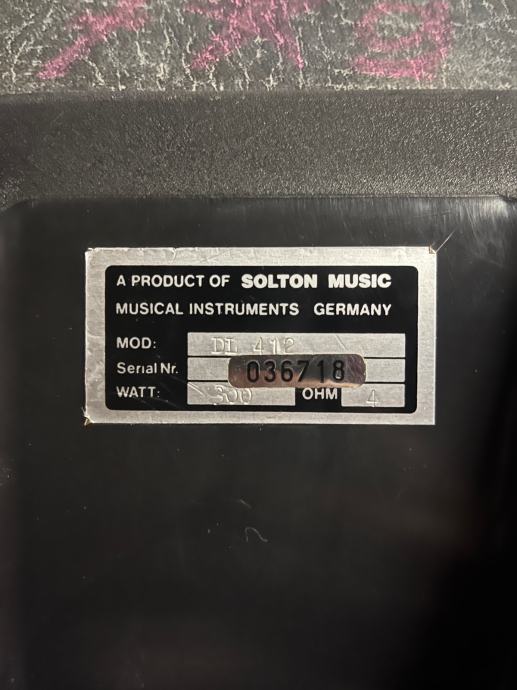 A PRODUCT OF SOLTON MUSIC
MUSICAL INSTRUMENTS GERMANY
MOD: DL 412
Serial Nr. 036718
WATT: 300 OHM 4